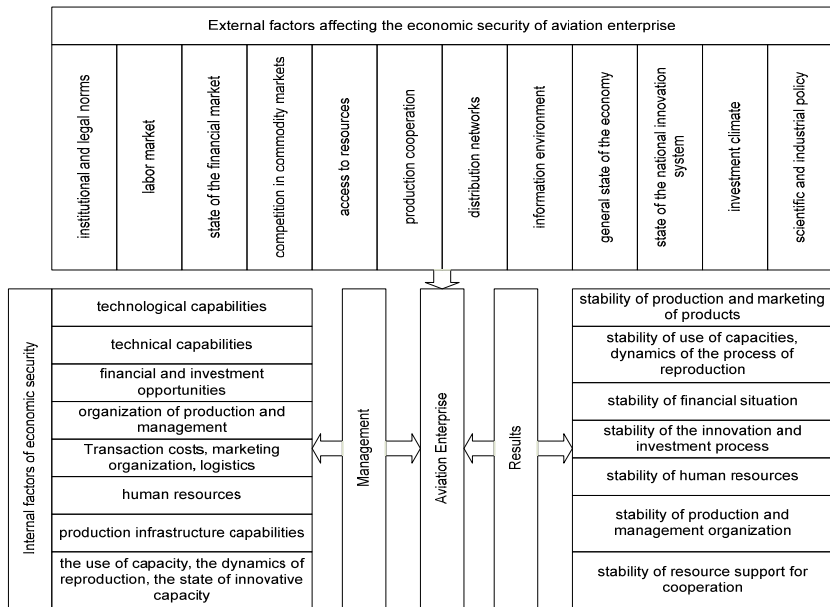 External factors affecting the economic security of aviation enterprise
institutional and legal norms
labor market
state of the financial market
competition in commodity markets
access to resources
production cooperation
distribution networks
information environment
general state of the economy
state of the national innovation
system
investment climate
scientific and industrial policy
Internal factors of economic security
technological capabilities
technical capabilities
financial and investment
opportunities
organization of production and
management
Transaction costs, marketing
organization, logistics
human resources
production infrastructure capabilities
the use of capacity, the dynamics of
reproduction, the state of innovative
capacity
Management
Aviation Enterprise
Results
stability of production and marketing
of products
stability of use of capacities,
dynamics of the process of
reproduction
stability of financial situation
stability of the innovation and
investment process
stability of human resources
stability of production and
management organization
stability of resource support for
cooperation